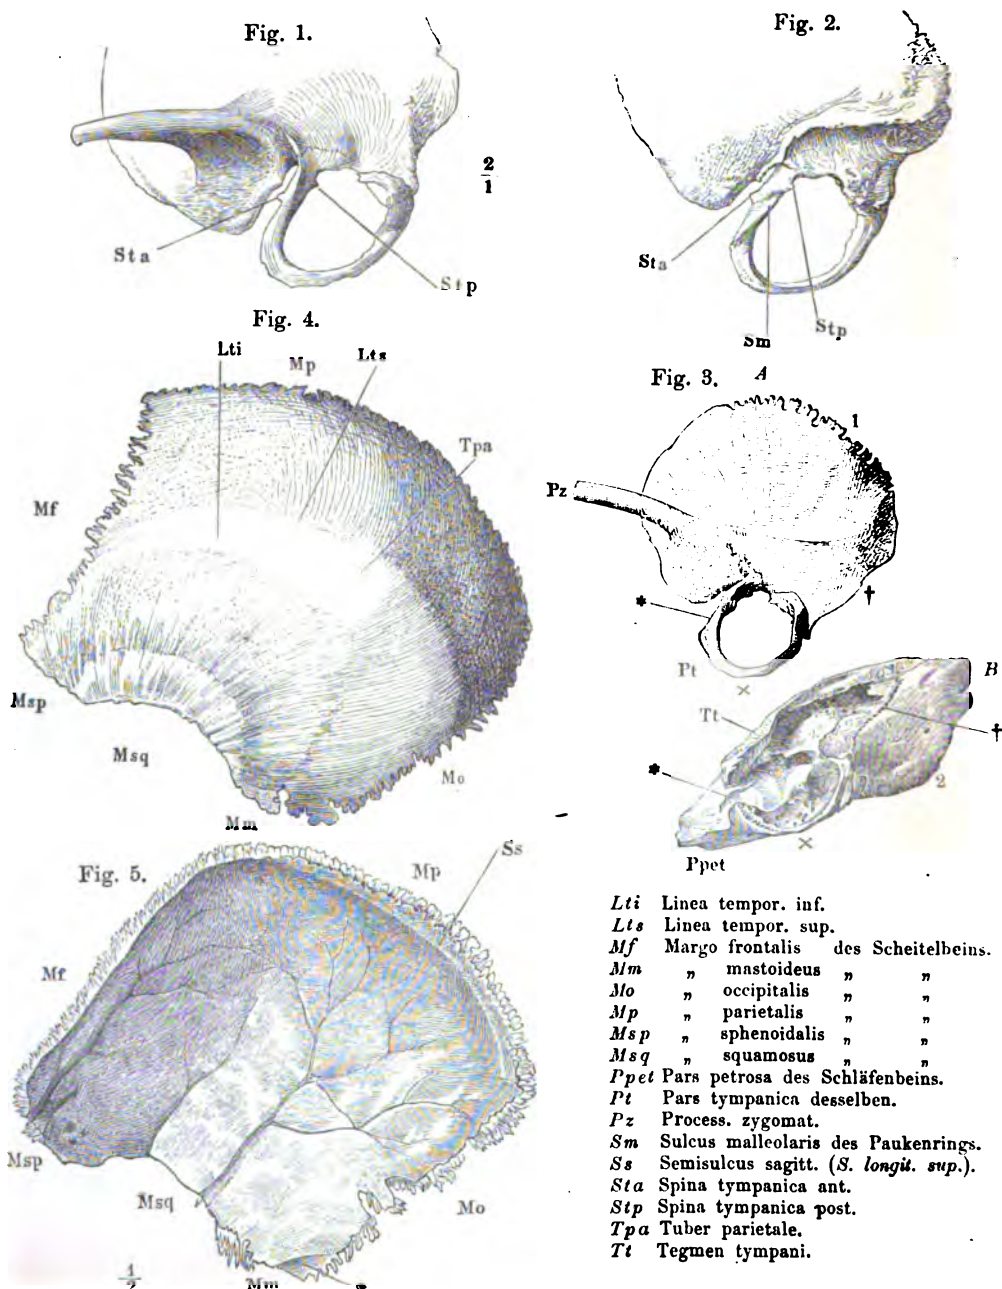 Fig. 1.
Fig. 2.
2
1
Sta
Stp
Sta
Sm
Stp
Fig. 4.
Lti
Mp
Lts
Tpa
Mf
Msp
Msq
Mo
Mm
Fig. 3.
A
1
Pz
†
*
Pt
×
B
Tt
†
*
2
×
Ppet
Fig. 5.
Mp
Ss
Mf
Msp
Msq
Mo
Mm
1
2
Lti Linea tempor. inf.
Lts Linea tempor. sup.
Mf Margo frontalis des Scheitelbeins.
Mm „ mastoideus „ „
Mo „ occipitalis „ „
Mp „ parietalis „ „
Msp „ sphenoidalis „ „
Msq „ squamosus „ „
Ppet Pars petrosa des Schläfenbeins.
Pt Pars tympanica desselben.
Pz Process. zygomat.
Sm Sulcus malleolaris des Paukenrings.
Ss Semisulcus sagitt. (S. longit. sup.).
Sta Spina tympanica ant.
Stp Spina tympanica post.
Tpa Tuber parietale.
Tt Tegmen tympani.